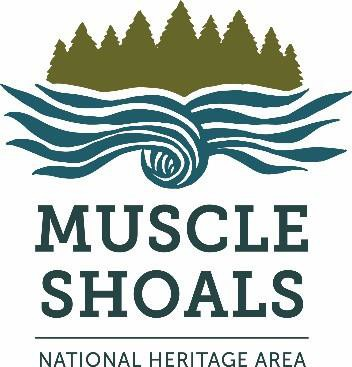 MUSCLE
SHOALS
NATIONAL HERITAGE AREA